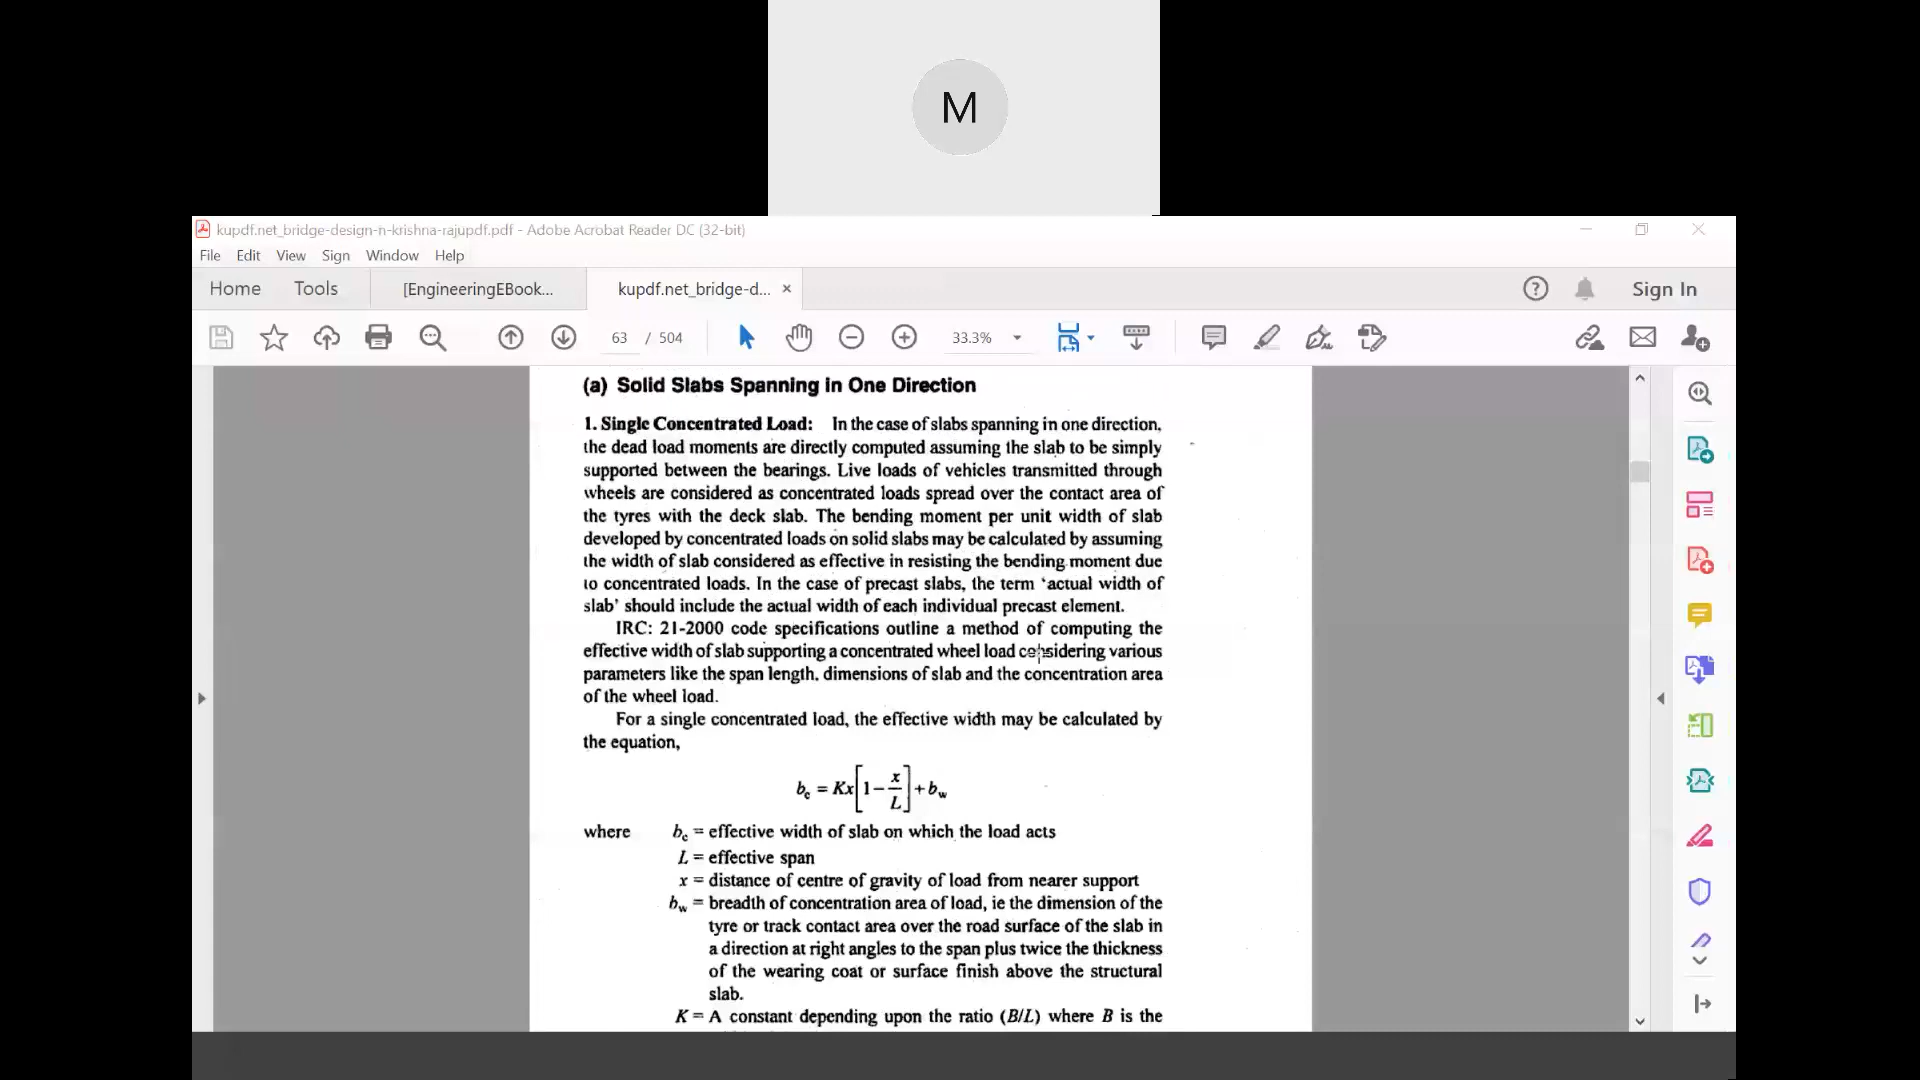 M
kupdf.net_bridge-design-n-krishna-rajupdf.pdf - Adobe Acrobat Reader DC (32-bit)
File Edit View Window Help
Home Tools [EngineeringEBook... kupdf.net_bridge-d... × Sign In
63 / 504 33.3%
(a) Solid Slabs Spanning in One Direction
1. Single Concentrated Load: In the case of slabs spanning in one direction,
the dead load moments are directly computed assuming the slab to be simply
supported between the bearings. Live loads of vehicles transmitted through
wheels are considered as concentrated loads spread over the contact area of
the tyres with the deck slab. The bending moment per unit width of slab
developed by concentrated loads on solid slabs may be calculated by assuming
the width of slab considered as effective in resisting the bending moment due
to concentrated loads. In the case of precast slabs, the term 'actual width of
slab' should include the actual width of each individual precast element.
IRC: 21-2000 code specifications outline a method of computing the
effective width of slab supporting a concentrated wheel load considering various
parameters like the span length, dimensions of slab and the concentration area
of the wheel load.
For a single concentrated load, the effective width may be calculated by
the equation,
b_e = Kx[1 - x/L] + b_w
where b_e = effective width of slab on which the load acts
L = effective span
x = distance of centre of gravity of load from nearer support
b_w = breadth of concentration area of load, ie the dimension of the
tyre or track contact area over the road surface of the slab in
a direction at right angles to the span plus twice the thickness
of the wearing coat or surface finish above the structural
slab.
K = A constant depending upon the ratio (B/L) where B is the